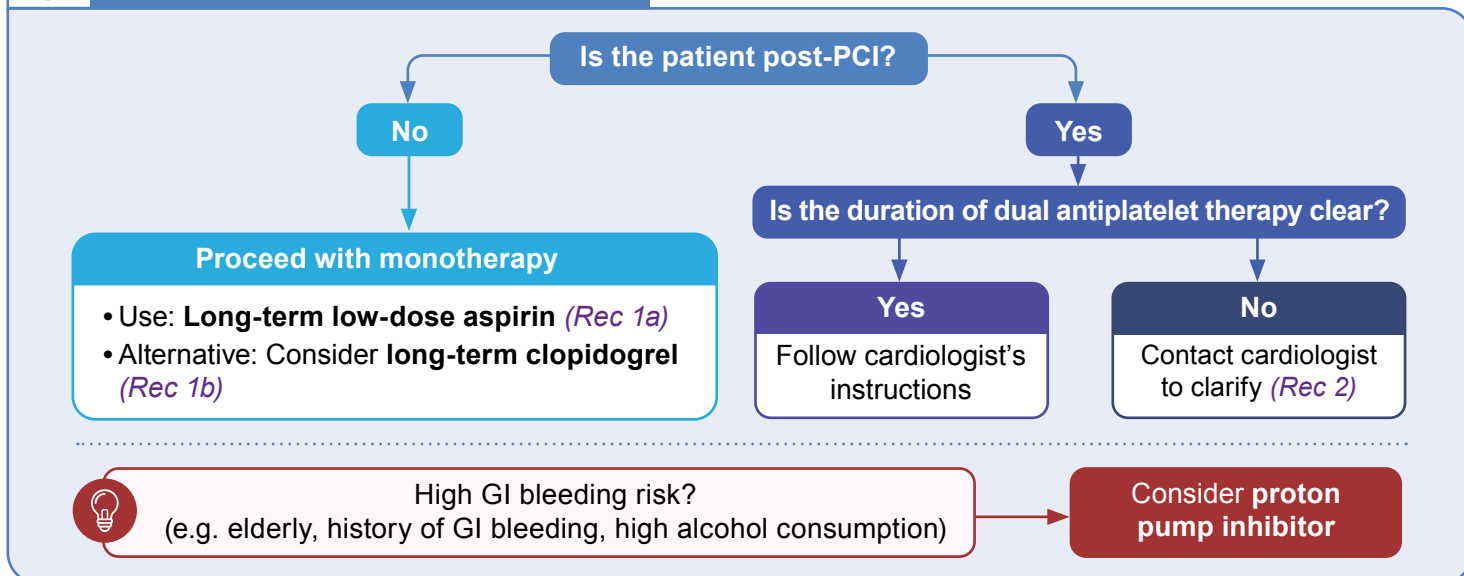 Is the patient post-PCI?
No
Yes
Is the duration of dual antiplatelet therapy clear?
Proceed with monotherapy
• Use: Long-term low-dose aspirin (Rec 1a)
• Alternative: Consider long-term clopidogrel
(Rec 1b)
Yes
Follow cardiologist’s
instructions
No
Contact cardiologist
to clarify (Rec 2)
High GI bleeding risk?
(e.g. elderly, history of GI bleeding, high alcohol consumption)
Consider proton
pump inhibitor